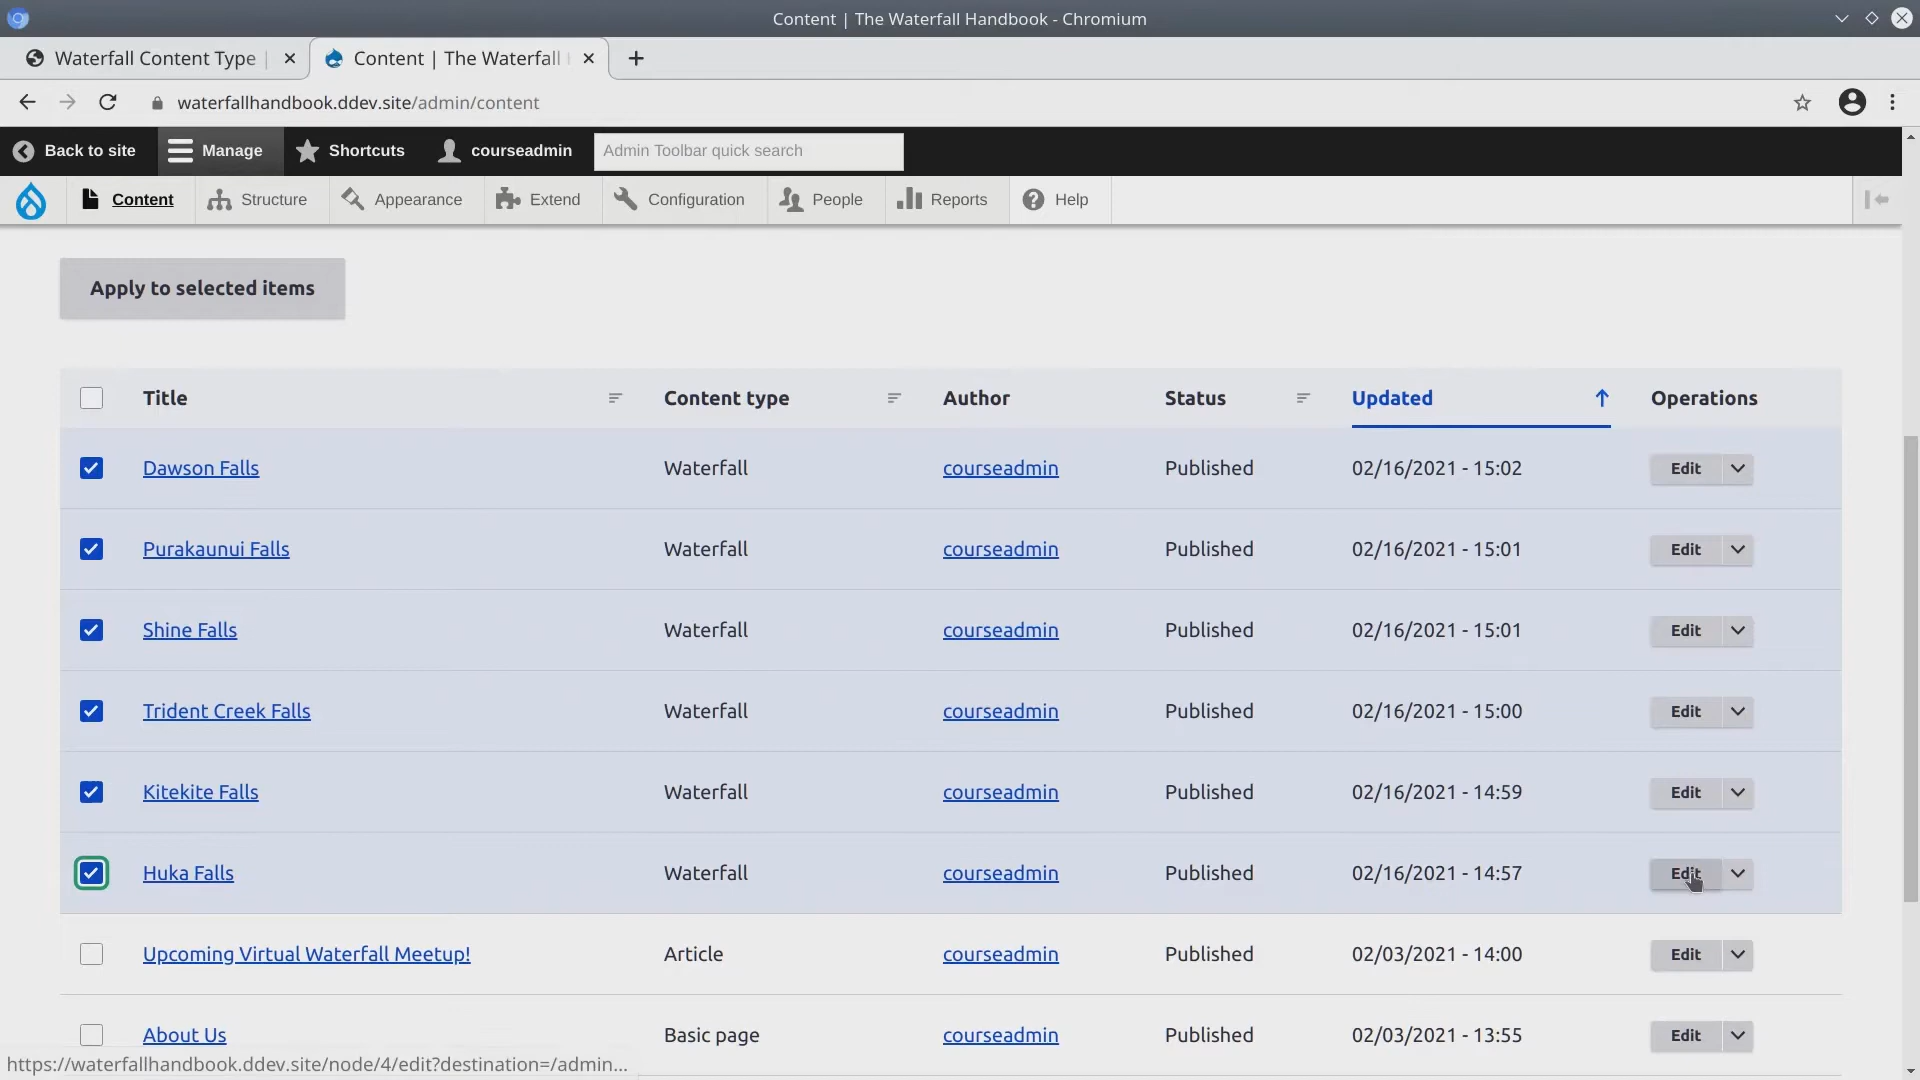 Content | The Waterfall Handbook - Chromium
Waterfall Content Type |
Content | The Waterfall
waterfallhandbook.ddev.site/admin/content
Back to site
Manage
Shortcuts
courseadmin
Admin Toolbar quick search
Content
Structure
Appearance
Extend
Configuration
People
Reports
Help
Apply to selected items
Title Content type Author Status Updated Operations
Dawson Falls Waterfall courseadmin Published 02/16/2021 - 15:02 Edit
Purakaunui Falls Waterfall courseadmin Published 02/16/2021 - 15:01 Edit
Shine Falls Waterfall courseadmin Published 02/16/2021 - 15:01 Edit
Trident Creek Falls Waterfall courseadmin Published 02/16/2021 - 15:00 Edit
Kitekite Falls Waterfall courseadmin Published 02/16/2021 - 14:59 Edit
Huka Falls Waterfall courseadmin Published 02/16/2021 - 14:57 Edit
Upcoming Virtual Waterfall Meetup! Article courseadmin Published 02/03/2021 - 14:00 Edit
About Us Basic page courseadmin Published 02/03/2021 - 13:55 Edit
https://waterfallhandbook.ddev.site/node/4/edit?destination=/admin...